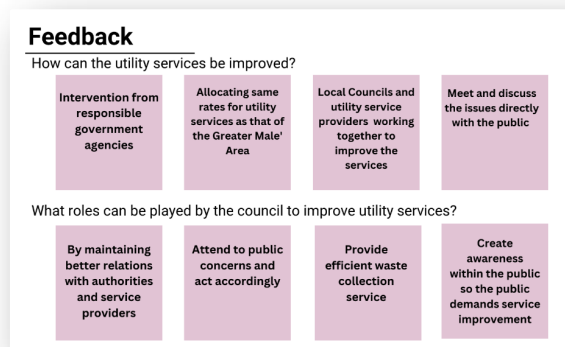 Feedback
How can the utility services be improved?
Intervention from
responsible
government
agencies
Allocating same
rates for utility
services as that of
the Greater Male'
Area
Local Councils and
utility service
providers working
together to
improve the
services
Meet and discuss
the issues directly
with the public
What roles can be played by the council to improve utility services?
By maintaining
better relations
with authorities
and service
providers
Attend to public
concerns and
act accordingly
Provide
efficient waste
collection
service
Create
awareness
within the public
so the public
demands service
improvement